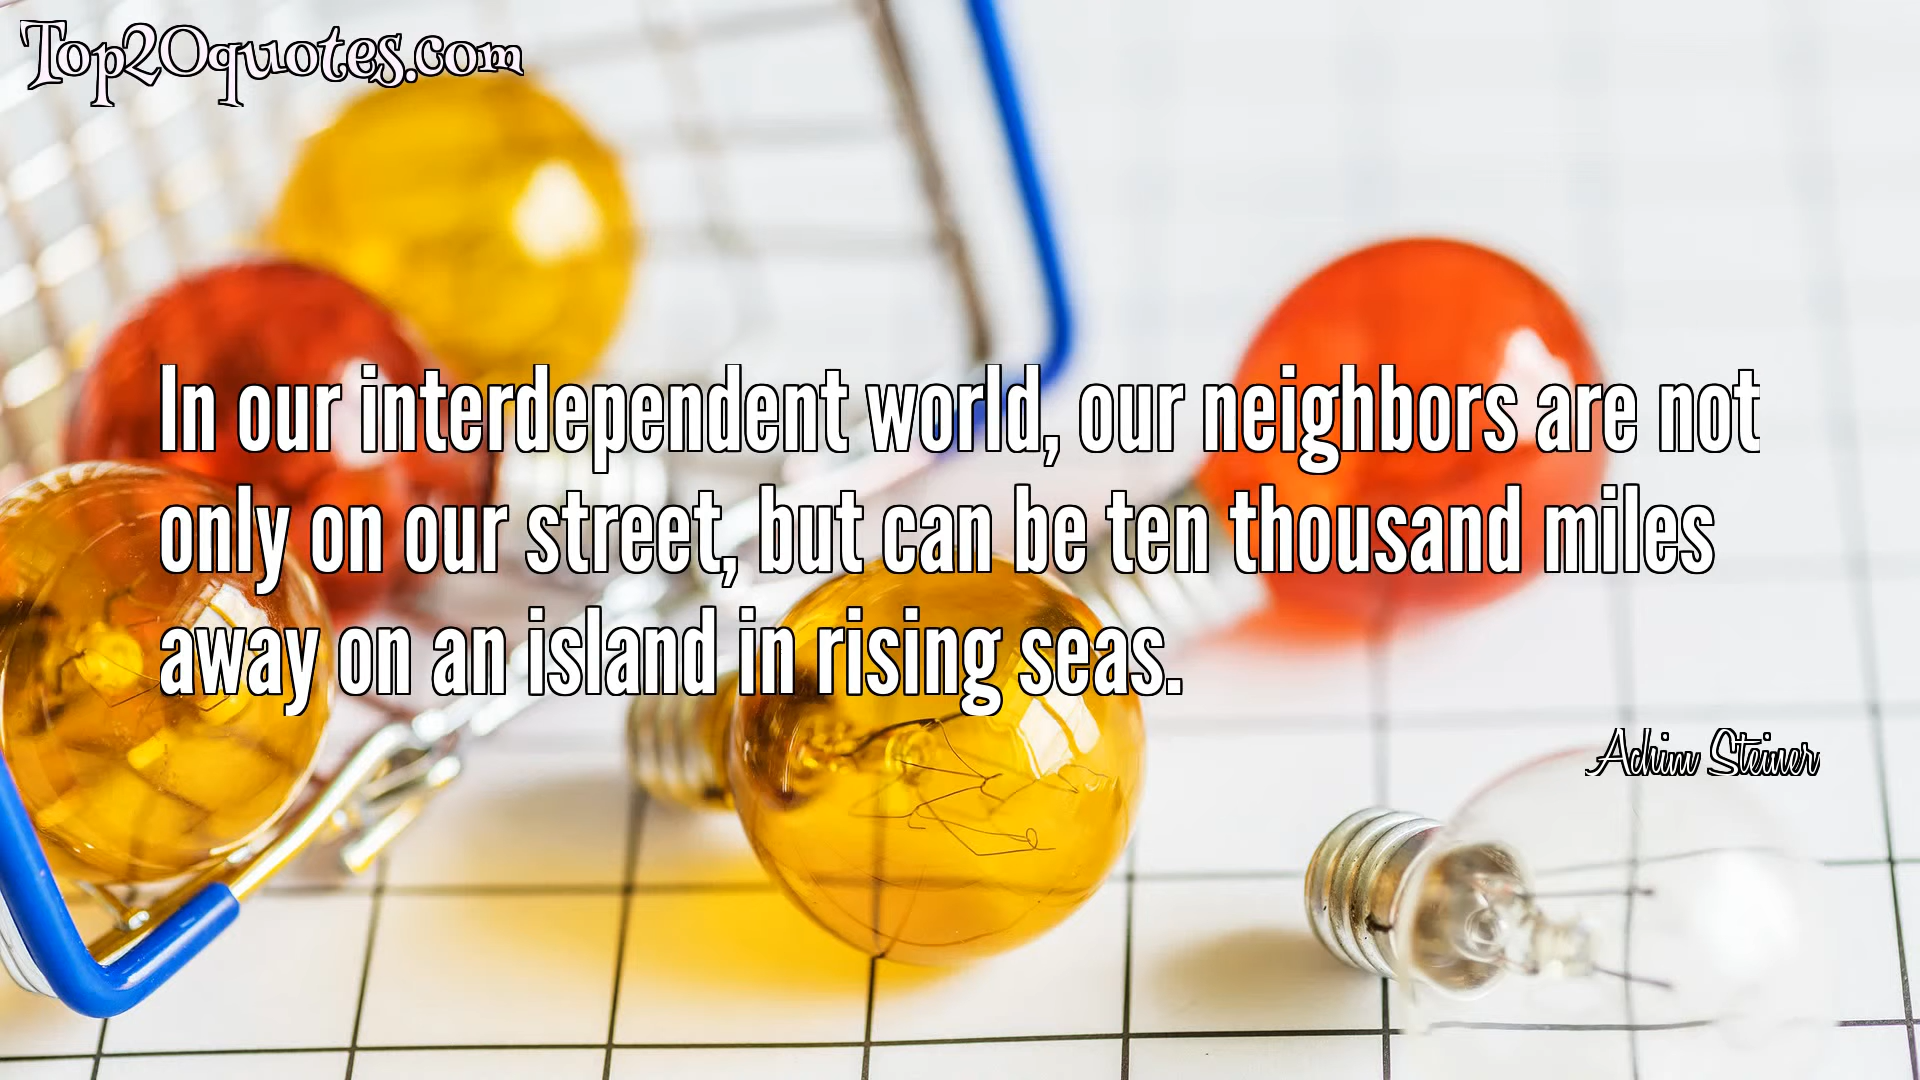 Top20quotes.com
In our interdependent world, our neighbors are not
only on our street, but can be ten thousand miles
away on an island in rising seas.
Achim Steiner